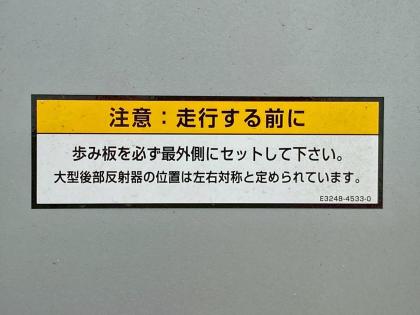 注意：走行する前に
歩み板を必ず最外側にセットして下さい。
大型後部反射器の位置は左右対称と定められています。
E3248-4533-0